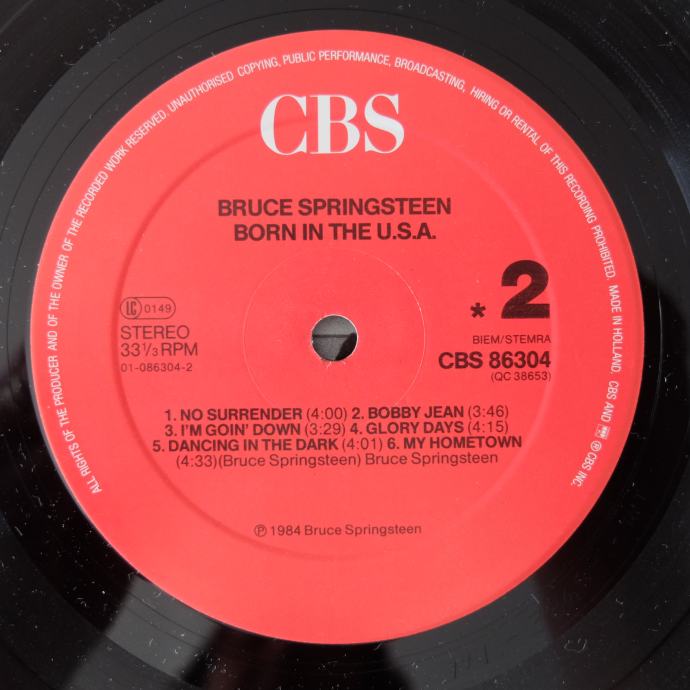 ALL RIGHTS OF THE PRODUCER AND OF THE OWNER OF THE RECORDED WORK RESERVED. UNAUTHORISED COPYING, PUBLIC PERFORMANCE, BROADCASTING, HIRING OR RENTAL OF THIS RECORDING PROHIBITED. MADE IN HOLLAND. CBS AND ℗ CBS INC.
CBS
BRUCE SPRINGSTEEN
BORN IN THE U.S.A.
LC 0149
STEREO
33 1/3 RPM
01-086304-2
* 2
BIEM/STEMRA
CBS 86304
(QC 38653)
1. NO SURRENDER (4:00) 2. BOBBY JEAN (3:46)
3. I'M GOIN' DOWN (3:29) 4. GLORY DAYS (4:15)
5. DANCING IN THE DARK (4:01) 6. MY HOMETOWN
(4:33)(Bruce Springsteen) Bruce Springsteen
℗ 1984 Bruce Springsteen